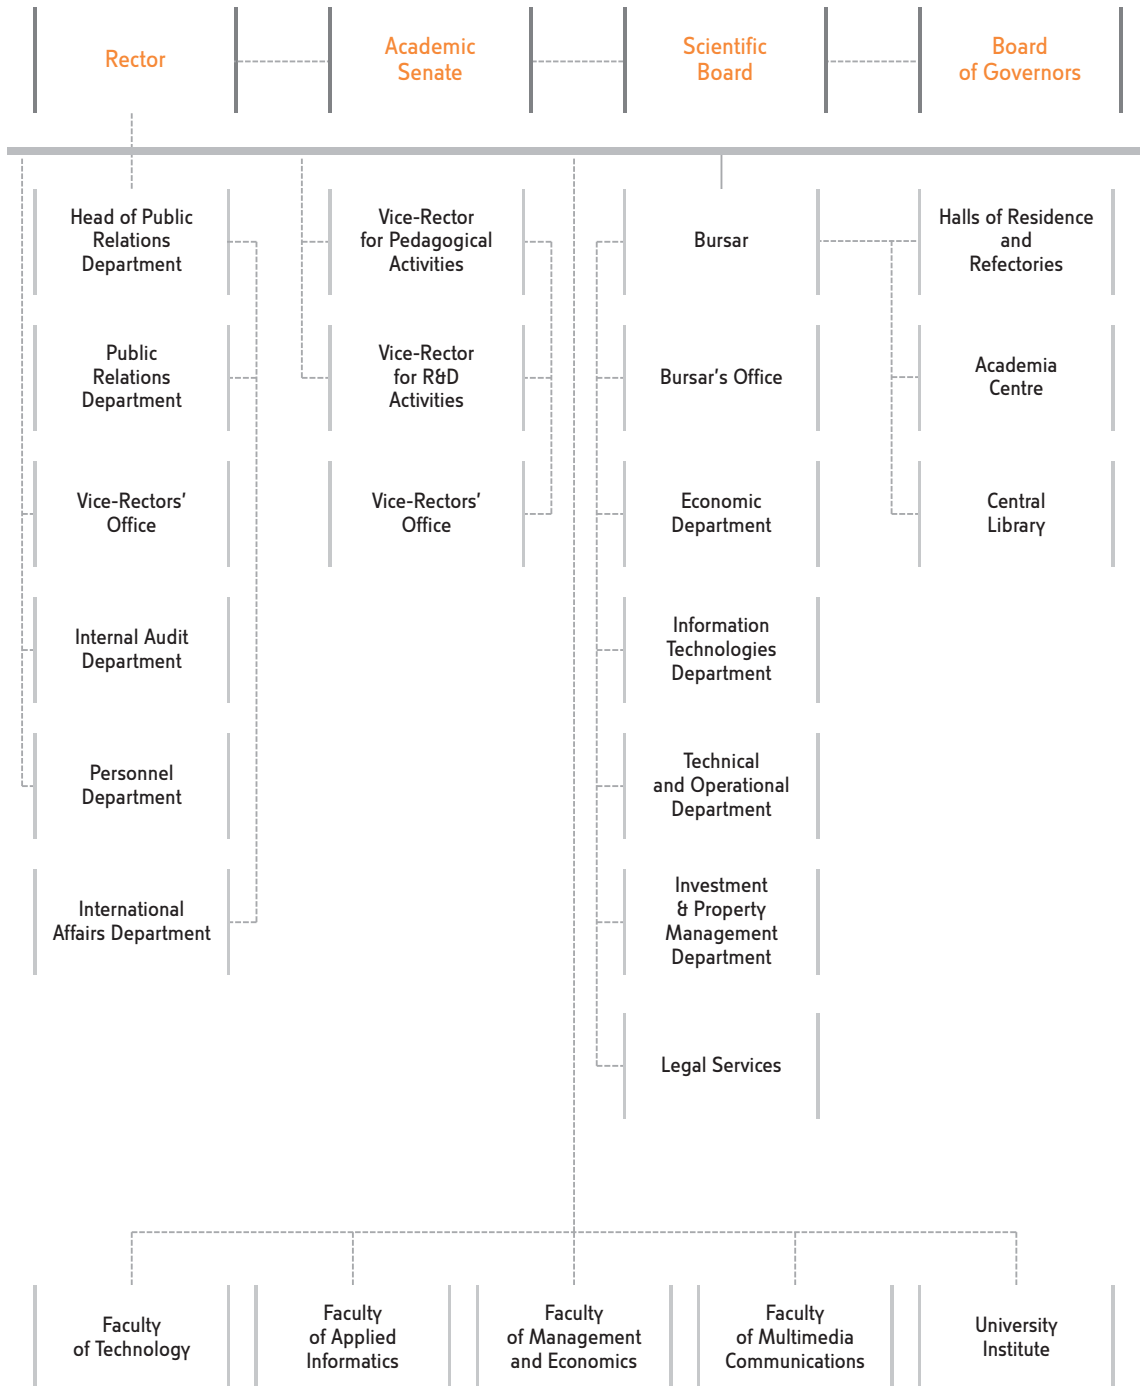 Rector
Academic
Senate
Scientific
Board
Board
of Governors
Head of Public
Relations
Department
Vice-Rector
for Pedagogical
Activities
Bursar
Halls of Residence
and
Refectories
Public
Relations
Department
Vice-Rector
for R&D
Activities
Bursar's Office
Academia
Centre
Vice-Rectors'
Office
Vice-Rectors'
Office
Economic
Department
Central
Library
Internal Audit
Department
Information
Technologies
Department
Personnel
Department
Technical
and Operational
Department
International
Affairs Department
Investment
& Property
Management
Department
Legal Services
Faculty
of Technology
Faculty
of Applied
Informatics
Faculty
of Management
and Economics
Faculty
of Multimedia
Communications
University
Institute